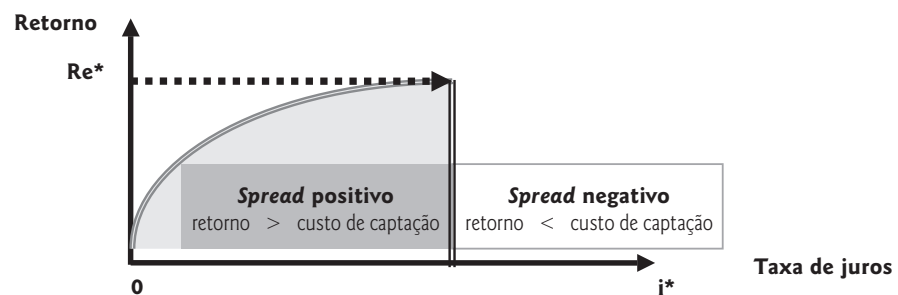 Retorno
Re*
Spread positivo
retorno > custo de captação
Spread negativo
retorno < custo de captação
0
i*
Taxa de juros